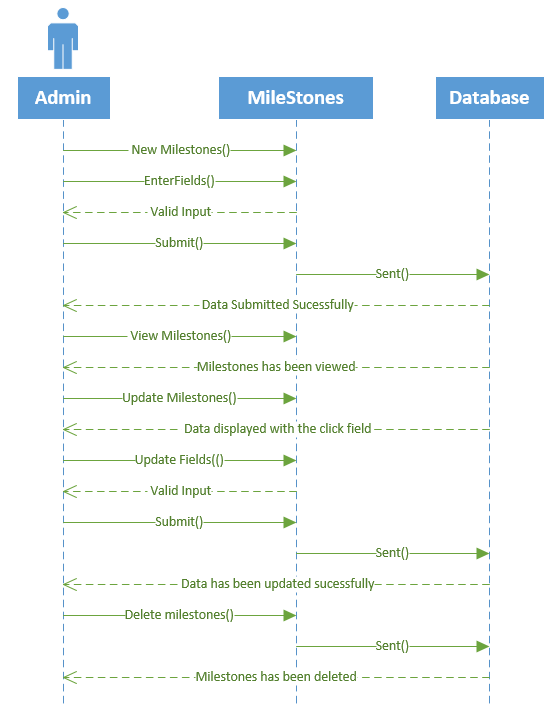 Admin
MileStones
Database
New Milestones()
EnterFields()
Valid Input
Submit()
Sent()
Data Submitted Sucessfully
View Milestones()
Milestones has been viewed
Update Milestones()
Data displayed with the click field
Update Fields(()
Valid Input
Submit()
Sent()
Data has been updated sucessfully
Delete milestones()
Sent()
Milestones has been deleted